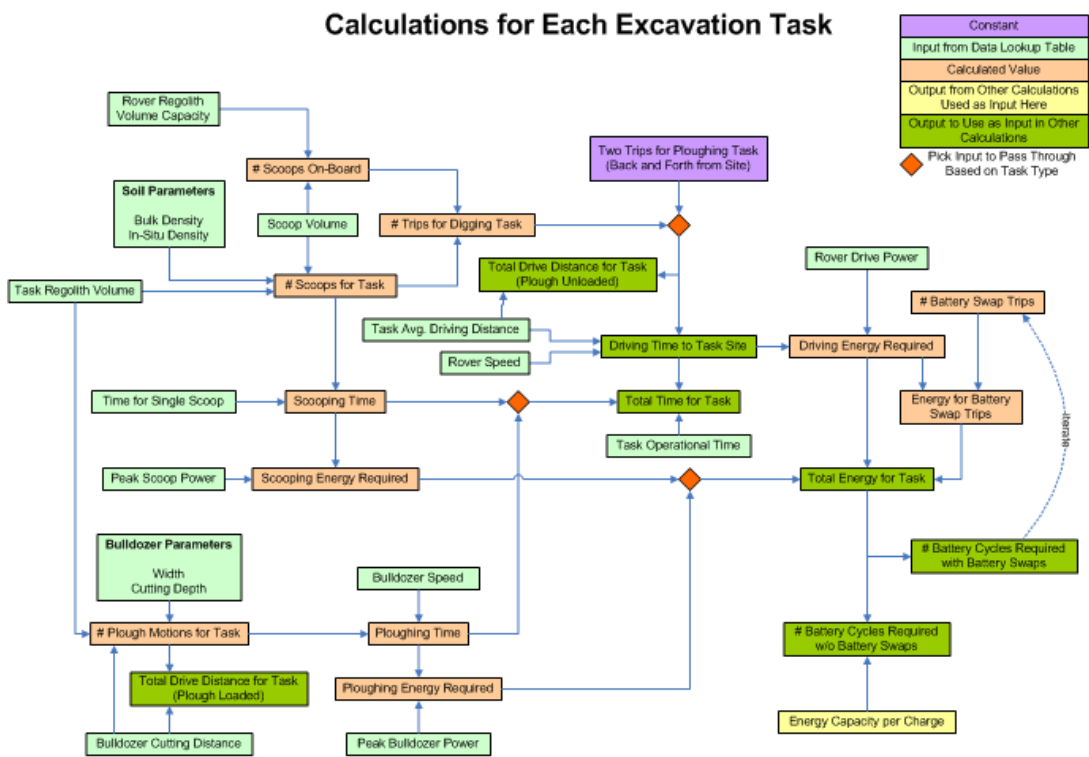 Calculations for Each Excavation Task
Constant
Input from Data Lookup Table
Calculated Value
Output from Other Calculations
Used as Input Here
Output to Use as Input in Other
Calculations
Pick Input to Pass Through
Based on Task Type
Rover Regolith
Volume Capacity
Two Trips for Ploughing Task
(Back and Forth from Site)
# Scoops On-Board
Soil Parameters
Bulk Density
In-Situ Density
Scoop Volume
# Trips for Digging Task
Total Drive Distance for Task
(Plough Unloaded)
Rover Drive Power
Task Regolith Volume
# Scoops for Task
# Battery Swap Trips
Task Avg. Driving Distance
Rover Speed
Driving Time to Task Site
Driving Energy Required
Time for Single Scoop
Scooping Time
Total Time for Task
Energy for Battery
Swap Trips
iterate
Task Operational Time
Peak Scoop Power
Scooping Energy Required
Total Energy for Task
Bulldozer Parameters
Width
Cutting Depth
Bulldozer Speed
# Battery Cycles Required
with Battery Swaps
# Plough Motions for Task
Ploughing Time
# Battery Cycles Required
w/o Battery Swaps
Total Drive Distance for Task
(Plough Loaded)
Ploughing Energy Required
Energy Capacity per Charge
Bulldozer Cutting Distance
Peak Bulldozer Power